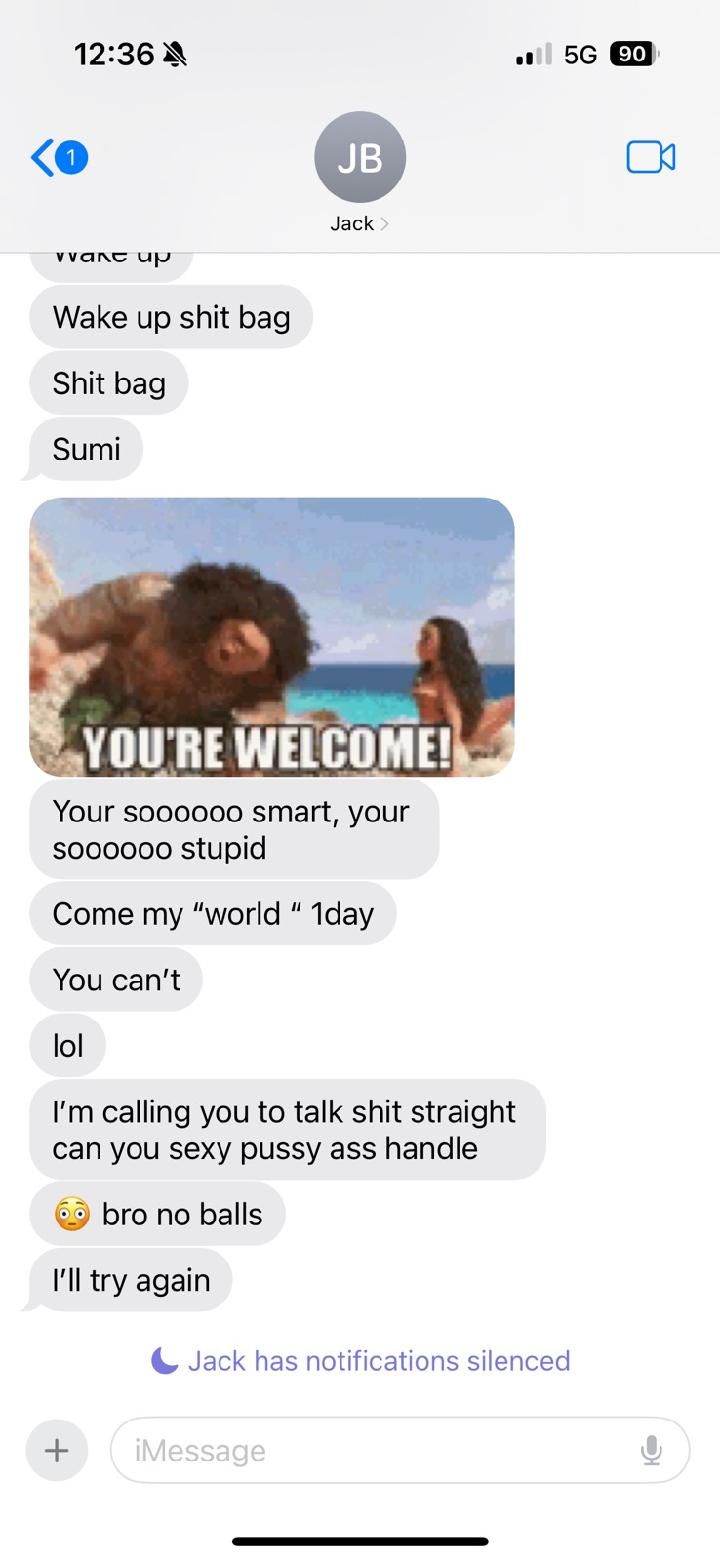 12:36
5G
90
1
JB
Jack
Wake up
Wake up shit bag
Shit bag
Sumi
YOU'RE WELCOME!
Your soooooo smart, your
soooooo stupid
Come my “world “ 1day
You can’t
lol
I’m calling you to talk shit straight
can you sexy pussy ass handle
😳 bro no balls
I’ll try again
Jack has notifications silenced
iMessage